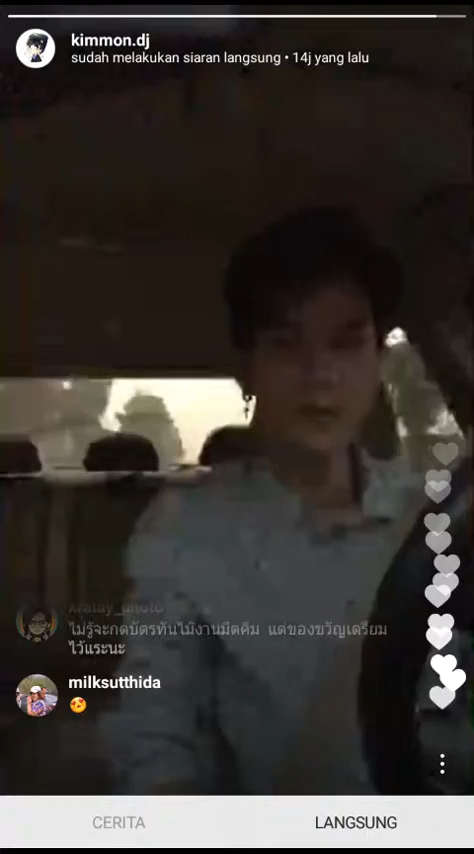 kimmon.dj
sudah melakukan siaran langsung • 14j yang lalu
xratay_photo
ไม่รู้จะกดบัตรทันไม้งานมีตคิม แต่ของขวัญเตรียม
ไว้แระนะ
milksutthida
CERITA
LANGSUNG